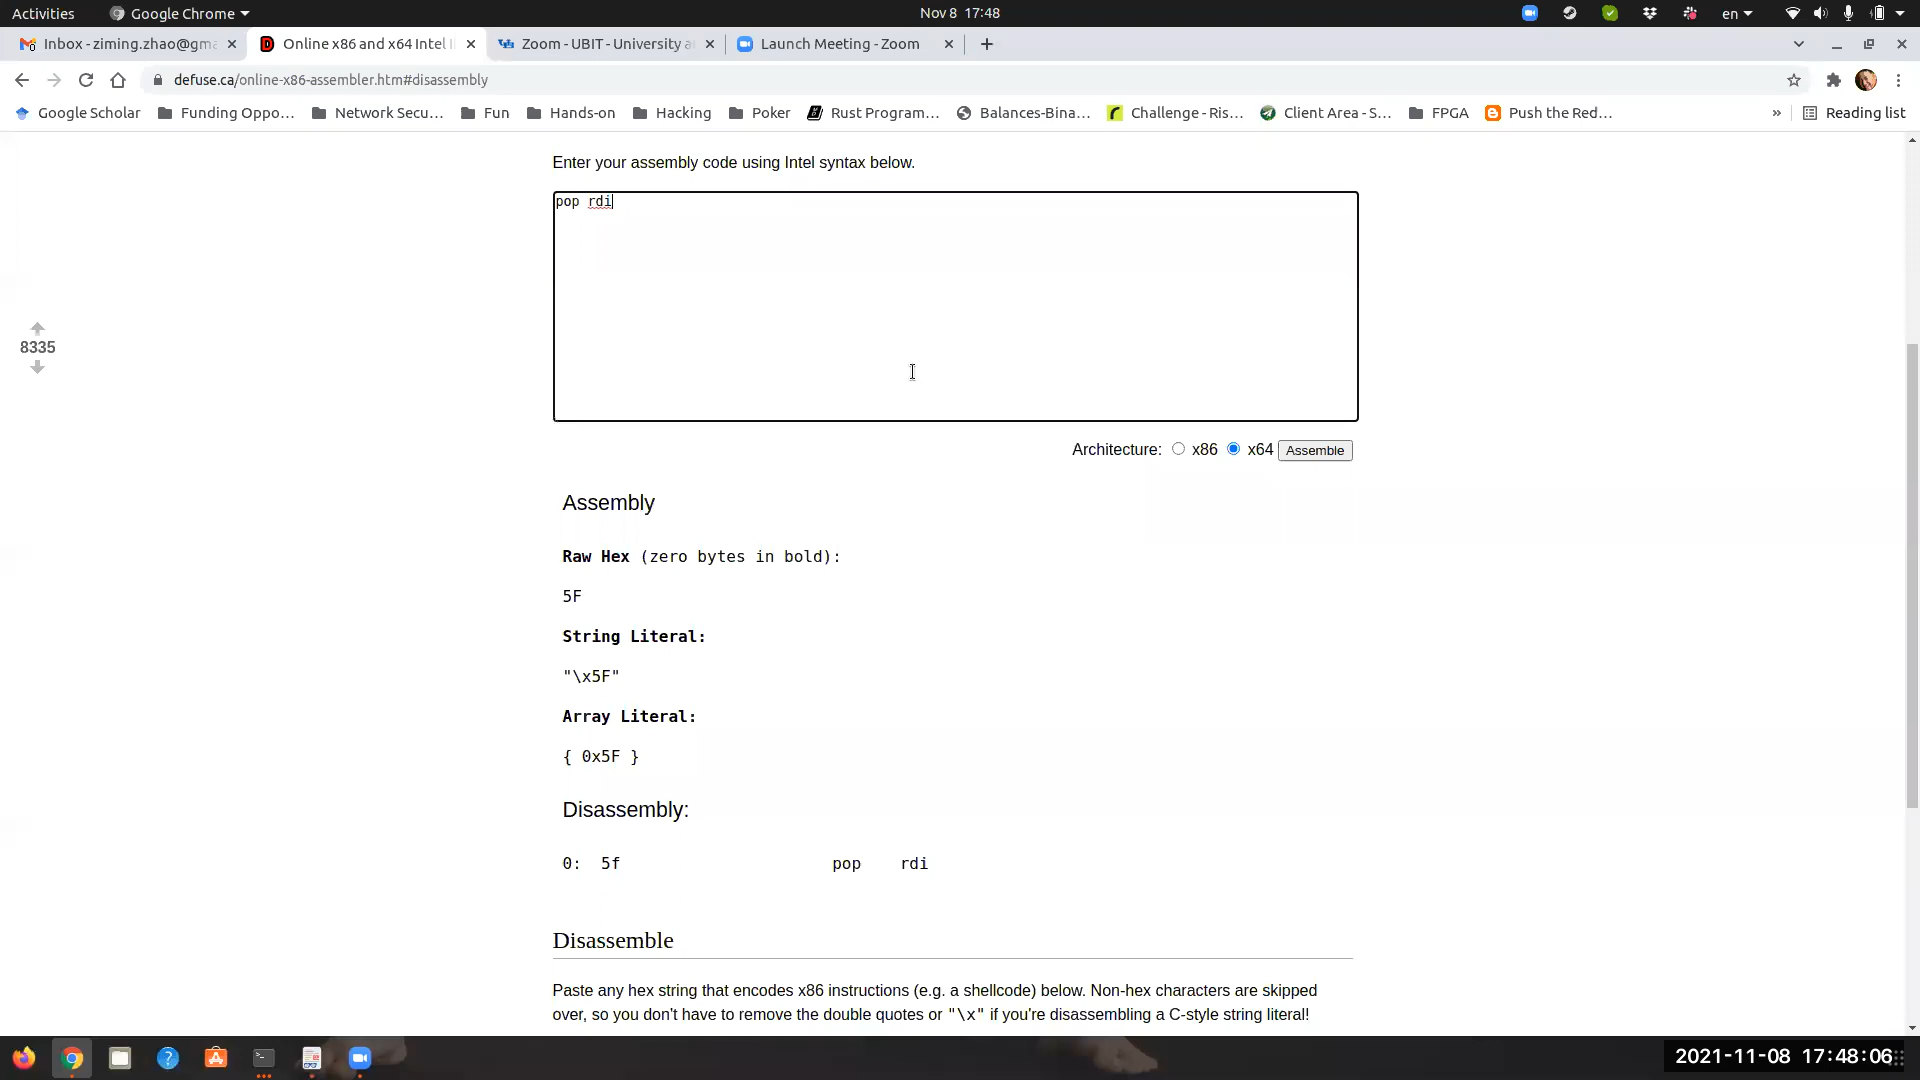 Activities Google Chrome Nov 8 17:48 en
Inbox - ziming.zhao@gma Online x86 and x64 Intel I Zoom - UBIT - University a Launch Meeting - Zoom
defuse.ca/online-x86-assembler.htm#disassembly
Google Scholar Funding Oppo... Network Secu... Fun Hands-on Hacking Poker Rust Program... Balances-Bina... Challenge - Ris... Client Area - S... FPGA Push the Red... » Reading list
Enter your assembly code using Intel syntax below.
pop rdi
8335
Architecture: x86 x64 Assemble
Assembly
Raw Hex (zero bytes in bold):
5F
String Literal:
"\x5F"
Array Literal:
{ 0x5F }
Disassembly:
0: 5f pop rdi
Disassemble
Paste any hex string that encodes x86 instructions (e.g. a shellcode) below. Non-hex characters are skipped
over, so you don't have to remove the double quotes or "\x" if you're disassembling a C-style string literal!
2021-11-08 17:48:06